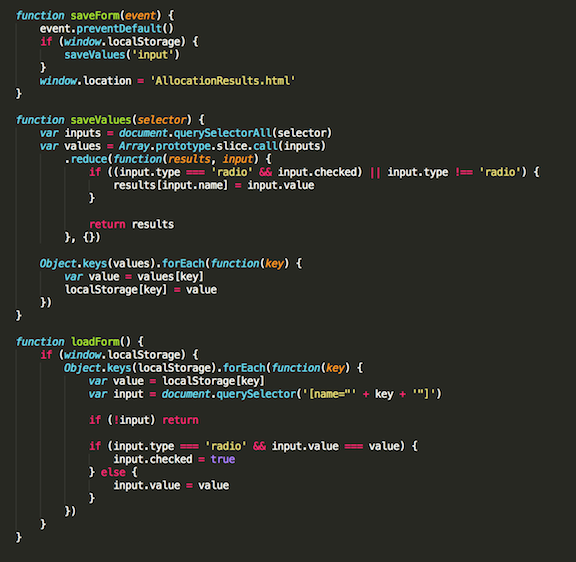 function saveForm(event) {
    event.preventDefault()
    if (window.localStorage) {
        saveValues('input')
    }
    window.location = 'AllocationResults.html'
}

function saveValues(selector) {
    var inputs = document.querySelectorAll(selector)
    var values = Array.prototype.slice.call(inputs)
        .reduce(function(results, input) {
            if ((input.type === 'radio' && input.checked) || input.type !== 'radio') {
                results[input.name] = input.value
            }

            return results
        }, {})

    Object.keys(values).forEach(function(key) {
        var value = values[key]
        localStorage[key] = value
    })
}

function loadForm() {
    if (window.localStorage) {
        Object.keys(localStorage).forEach(function(key) {
            var value = localStorage[key]
            var input = document.querySelector('[name="' + key + '"]')

            if (!input) return

            if (input.type === 'radio' && input.value === value) {
                input.checked = true
            } else {
                input.value = value
            }
        })
    }
}